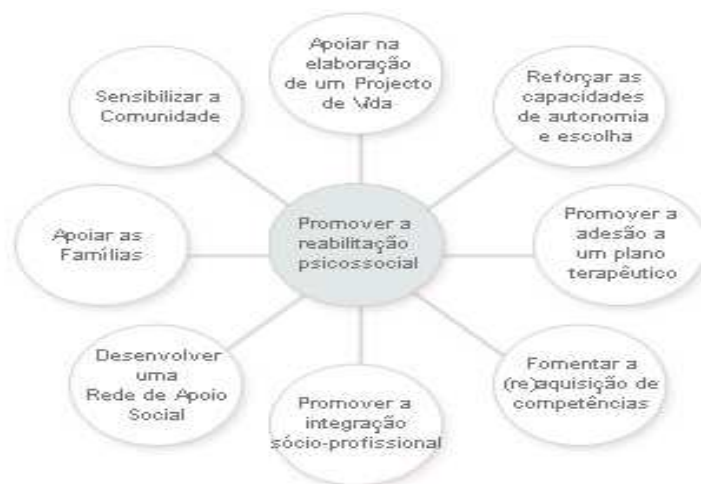 Apoiar na
elaboração
de um Projecto
de Vida
Sensibilizar a
Comunidade
Reforçar as
capacidades
de autonomia
e escolha
Apoiar as
Famílias
Promover a
reabilitação
psicossocial
Promover a
adesão a
um plano
terapêutico
Desenvolver
uma
Rede de Apoio
Social
Promover a
integração
sócio-profissional
Fomentar a
(re)aquisição de
competências